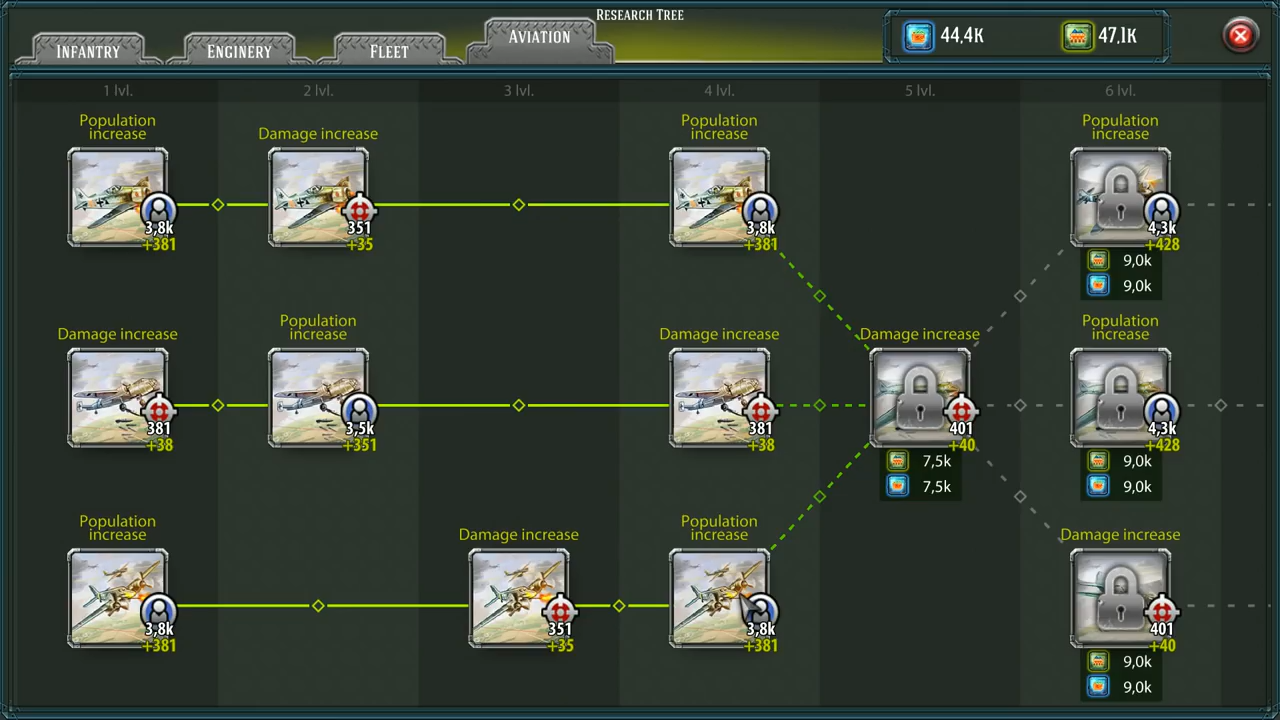 RESEARCH TREE
INFANTRY
ENGINERY
FLEET
AVIATION
44,4K
47,1K
1 lvl.
2 lvl.
3 lvl.
4 lvl.
5 lvl.
6 lvl.
Population
increase
3,8k
+381
Damage increase
351
+35
Population
increase
3,8k
+381
Population
increase
4,3k
+428
9,0k
9,0k
Damage increase
381
+38
Population
increase
3,5k
+351
Damage increase
381
+38
Damage increase
401
+40
7,5k
7,5k
Population
increase
4,3k
+428
9,0k
9,0k
Population
increase
3,8k
+381
Damage increase
351
+35
Population
increase
3,8k
+381
Damage increase
401
+40
9,0k
9,0k